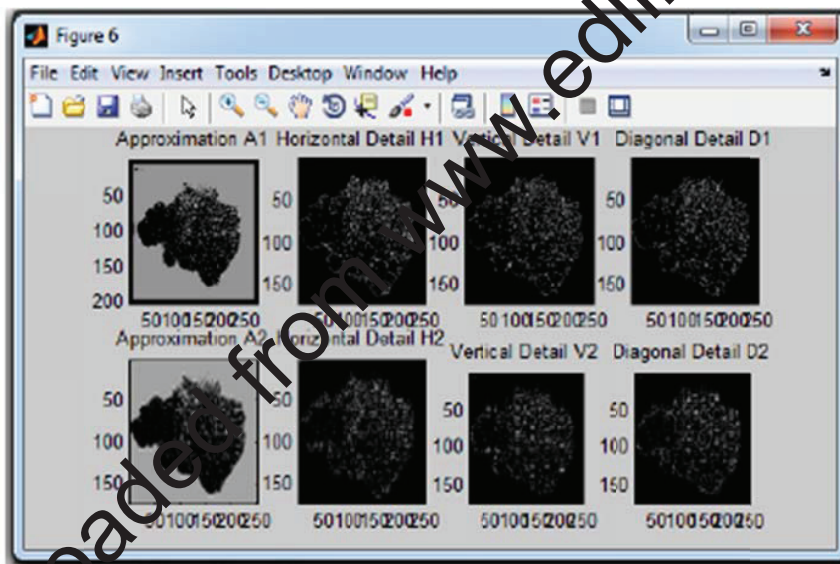 Figure 6
File Edit View Insert Tools Desktop Window Help
Approximation A1 Horizontal Detail H1 Vertical Detail V1 Diagonal Detail D1
50 50 50 50
100 100 100 100
150 150 150 150
200
50100150200250 50100150200250 50100150200250 50100150200250
Approximation A2 Horizontal Detail H2 Vertical Detail V2 Diagonal Detail D2
50 50 50 50
100 100 100 100
150 150 150 150
50100150200250 50100150200250 50100150200250 50100150200250
from www.